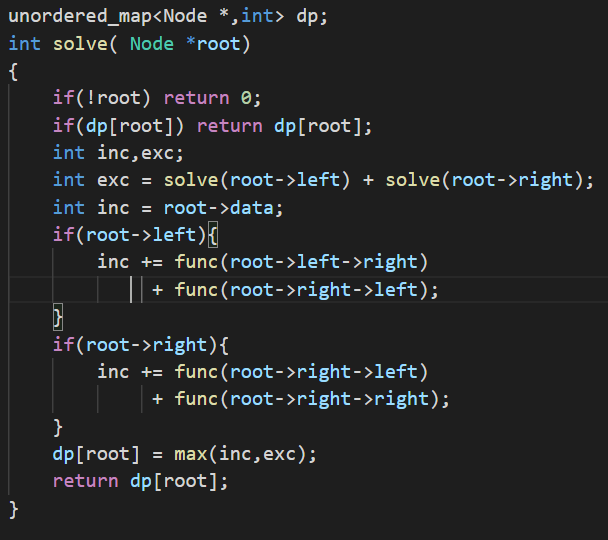 unordered_map<Node *,int> dp;
int solve( Node *root)
{
    if(!root) return 0;
    if(dp[root]) return dp[root];
    int inc,exc;
    int exc = solve(root->left) + solve(root->right);
    int inc = root->data;
    if(root->left){
        inc += func(root->left->right)
            + func(root->right->left);
    }
    if(root->right){
        inc += func(root->right->left)
            + func(root->right->right);
    }
    dp[root] = max(inc,exc);
    return dp[root];
}